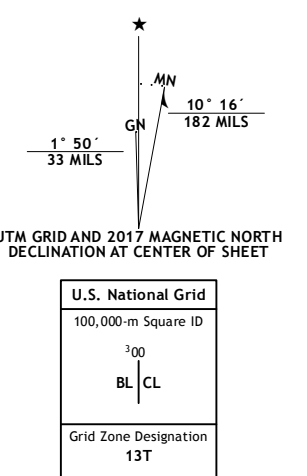 ★
MN
GN
10° 16´
182 MILS
1° 50´
33 MILS
UTM GRID AND 2017 MAGNETIC NORTH
DECLINATION AT CENTER OF SHEET
U.S. National Grid
100,000-m Square ID
³00
BL CL
Grid Zone Designation
13T